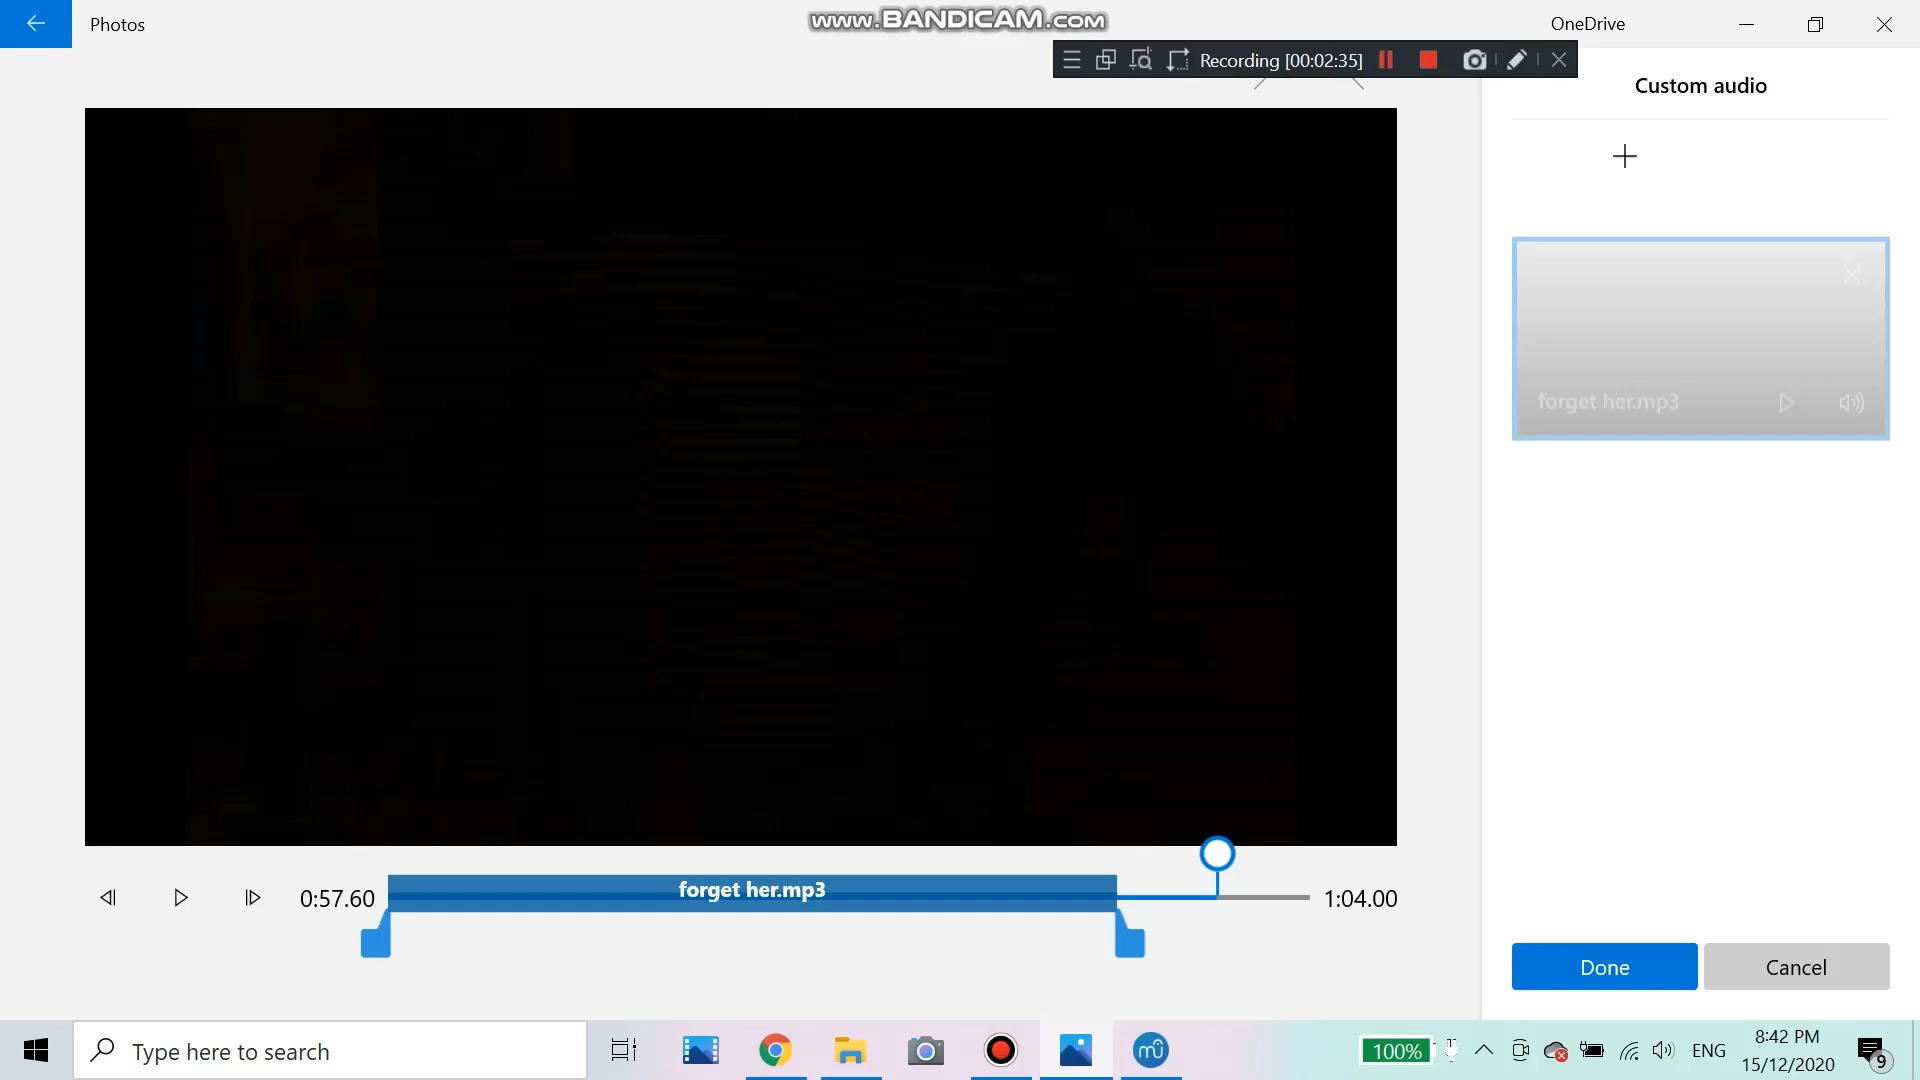 Photos
www.BANDICAM.com
OneDrive
Recording [00:02:35]
Custom audio
forget her.mp3
0:57.60
forget her.mp3
1:04.00
Done
Cancel
Type here to search
100%
ENG
8:42 PM
15/12/2020
9